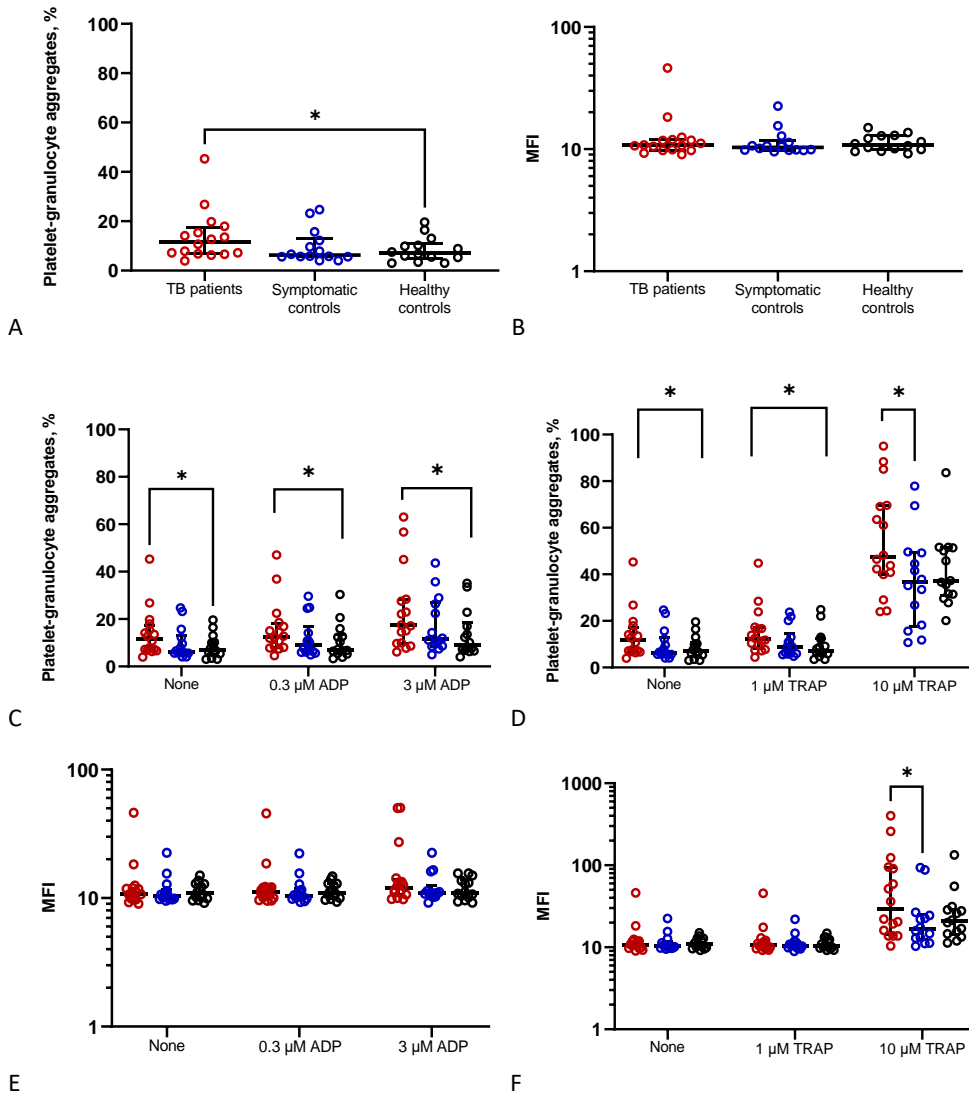 Platelet-granulocyte aggregates, %
100
80
60
40
20
0
*
TB patients
Symptomatic
controls
Healthy
controls
A
MFI
100
10
1
TB patients
Symptomatic
controls
Healthy
controls
B
Platelet-granulocyte aggregates, %
100
80
60
40
20
0
*
*
*
None
0.3 µM ADP
3 µM ADP
C
Platelet-granulocyte aggregates, %
100
80
60
40
20
0
*
*
*
None
1 µM TRAP
10 µM TRAP
D
MFI
100
10
1
None
0.3 µM ADP
3 µM ADP
E
MFI
1000
100
10
1
*
None
1 µM TRAP
10 µM TRAP
F